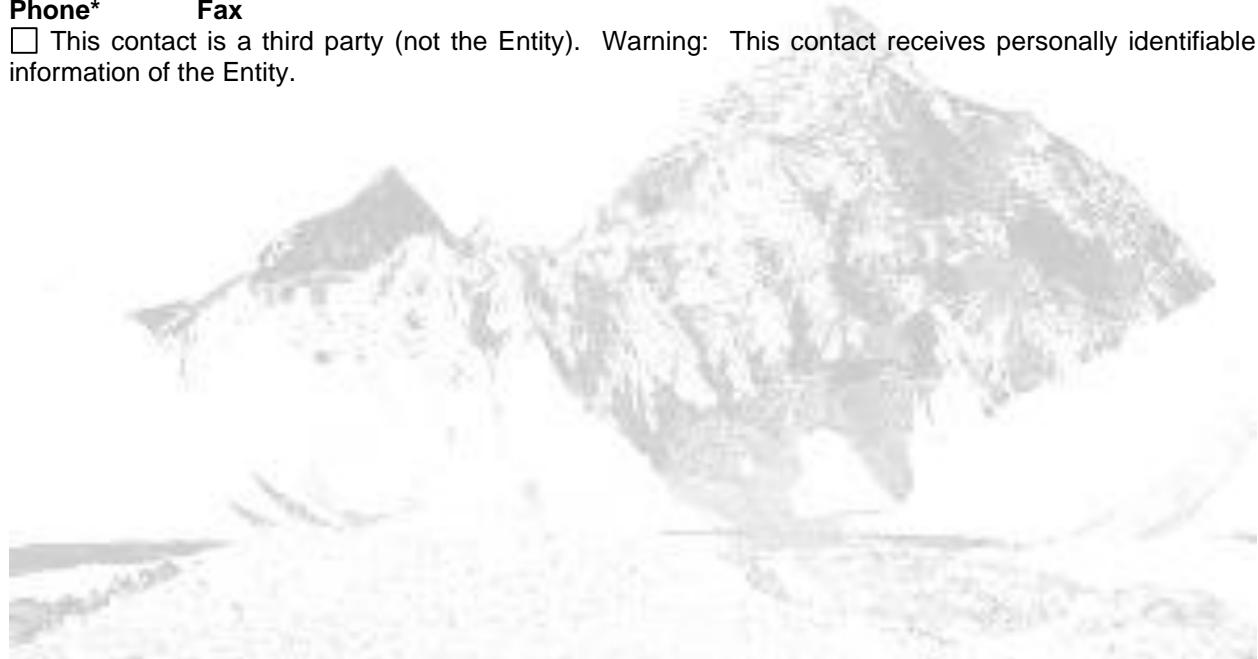 Phone* Fax
☐ This contact is a third party (not the Entity). Warning: This contact receives personally identifiable
information of the Entity.